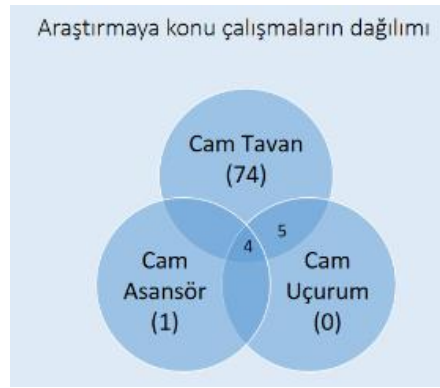 Araştırmaya konu çalışmaların dağılımı
Cam Tavan
(74)
5
4
Cam
Asansör
(1)
Cam
Uçurum
(0)